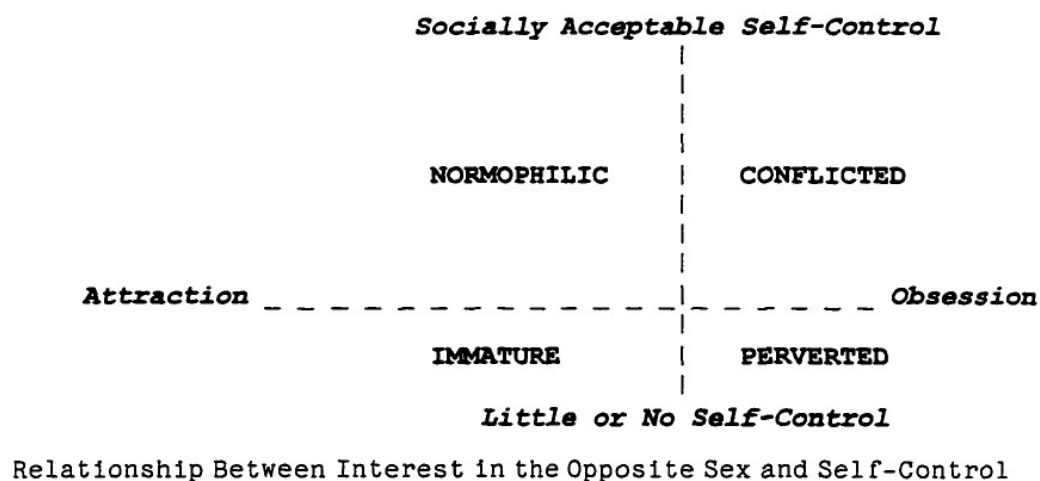 Socially Acceptable Self-Control
NORMOPHILIC CONFLICTED
Attraction Obsession
IMMATURE PERVERTED
Little or No Self-Control
Relationship Between Interest in the Opposite Sex and Self-Control